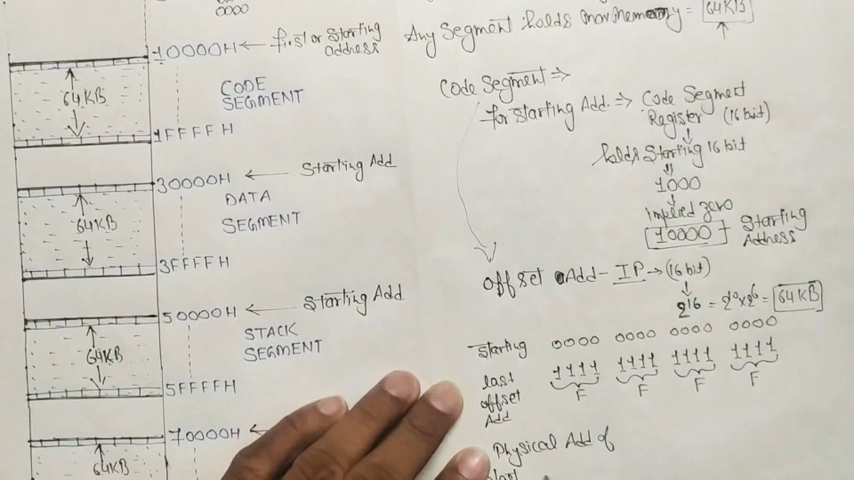 0000
10000H ← first or starting address
64KB
CODE SEGMENT
1FFFFH
30000H ← Starting Add
64KB
DATA SEGMENT
3FFFFH
50000H ← Starting Add
64KB
STACK SEGMENT
5FFFFH
70000H ←
64KB
Any Segment holds max memory = 64KB
Code Segment ⇒
for starting Add. ⇒ Code Segment
Register (16 bit)
↓
holds starting 16 bit
⇓
1000
↓
implied zero
10000 → Starting Address
offset Add - IP → (16 bit)
↓
2^16 = 2^10 x 2^6 = 64KB
Starting 0000 0000 0000 0000
last offset Add 1111 1111 1111 1111
F F F F
Physical Add of
last